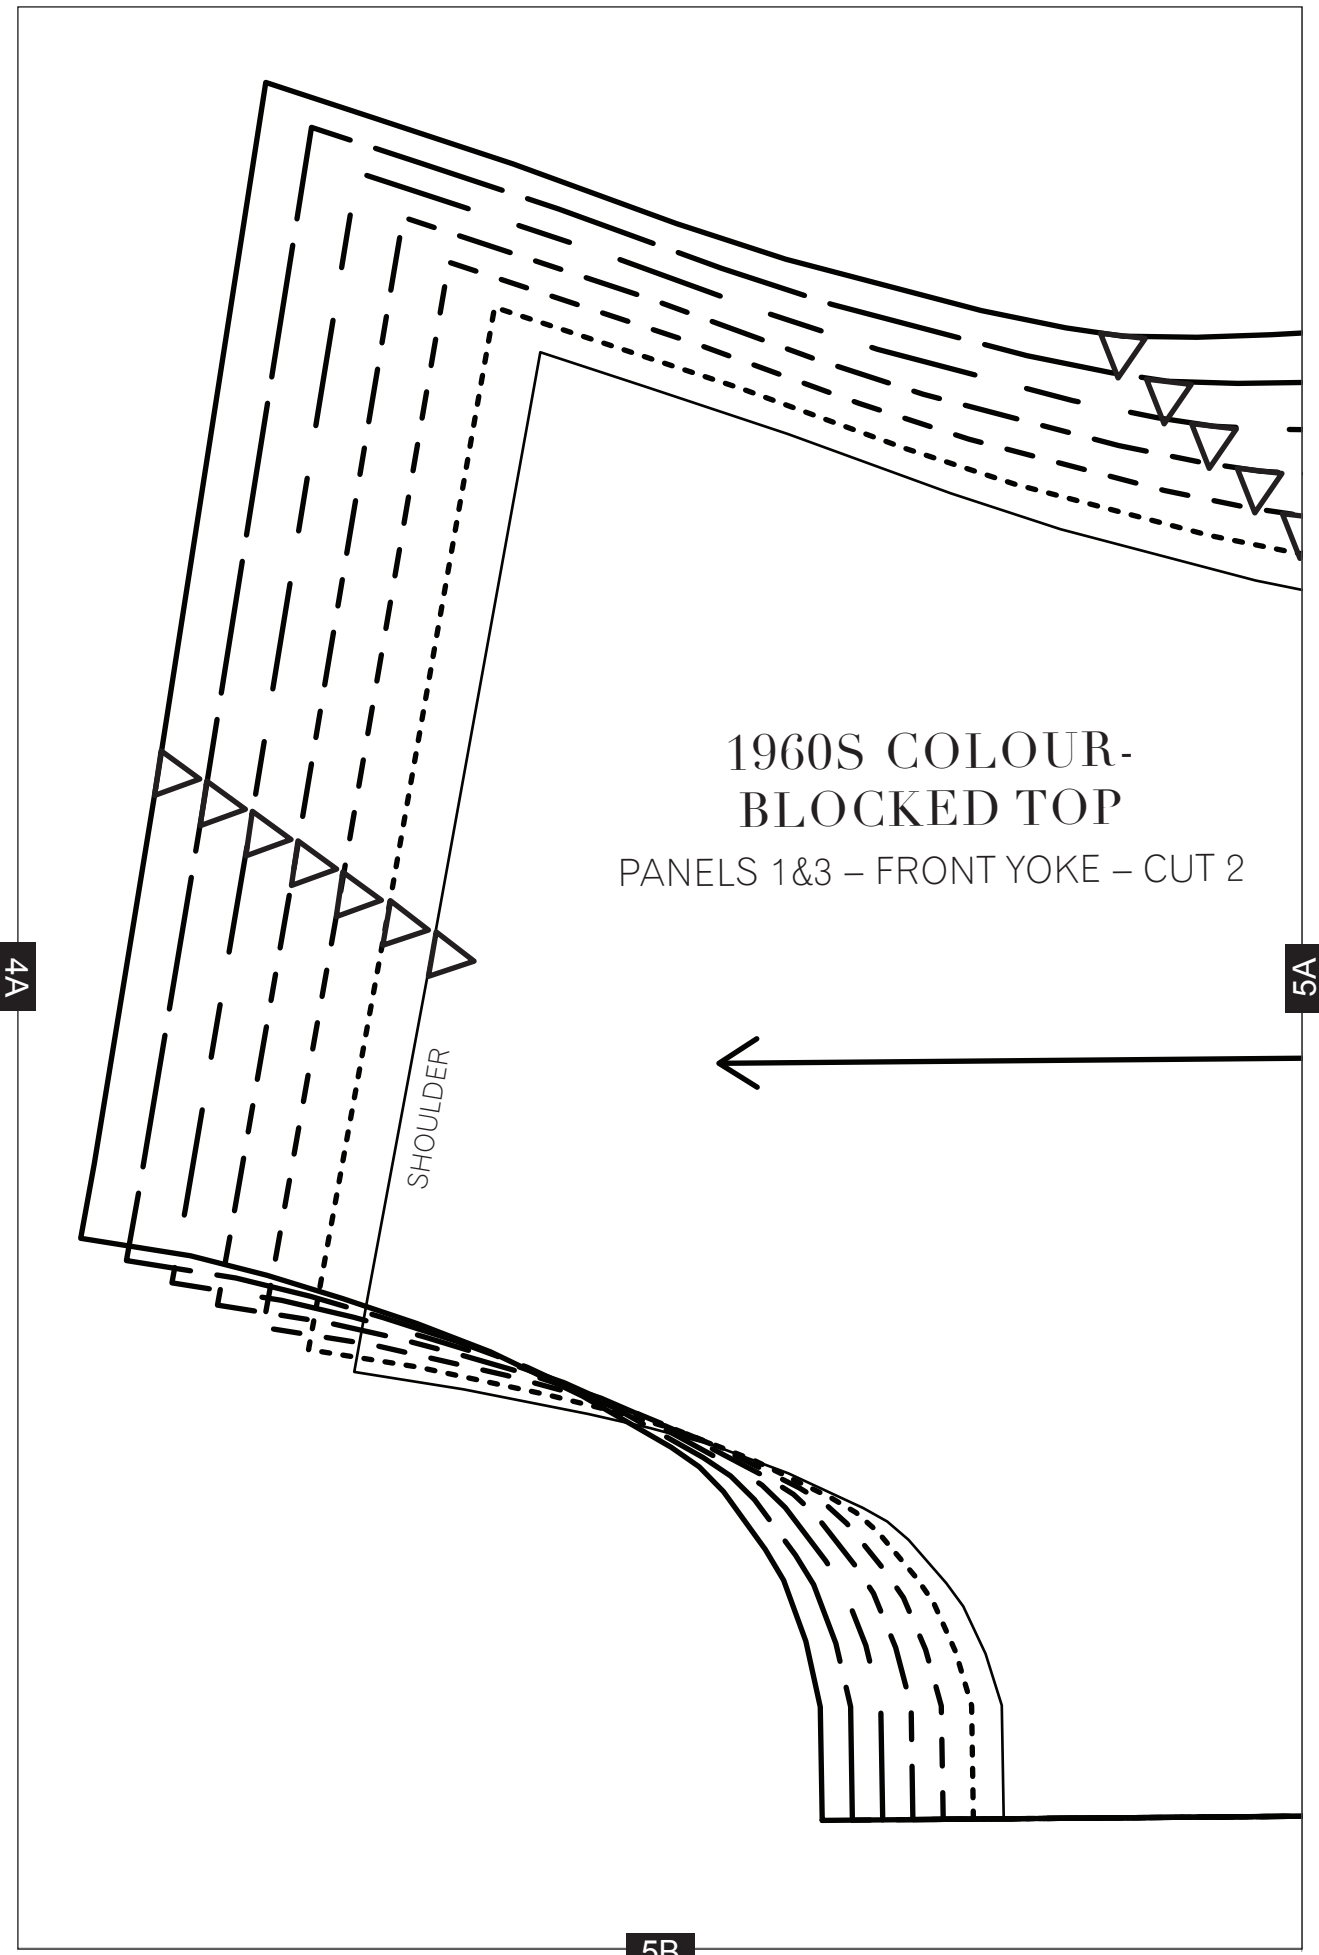 1960S COLOUR-
BLOCKED TOP
PANELS 1&3 – FRONT YOKE – CUT 2
4A
5A
SHOULDER
5B